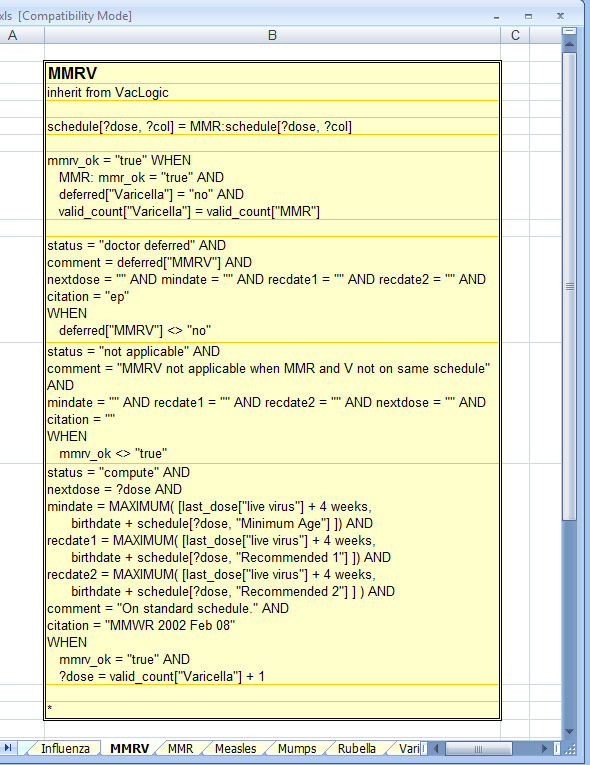 xls [Compatibility Mode]
A B C
MMRV
inherit from VacLogic
schedule[?dose, ?col] = MMR:schedule[?dose, ?col]
mmrv_ok = "true" WHEN
MMR: mmr_ok = "true" AND
deferred["Varicella"] = "no" AND
valid_count["Varicella"] = valid_count["MMR"]
status = "doctor deferred" AND
comment = deferred["MMRV"] AND
nextdose = "" AND mindate = "" AND recdate1 = "" AND recdate2 = "" AND
citation = "ep"
WHEN
deferred["MMRV"] <> "no"
status = "not applicable" AND
comment = "MMRV not applicable when MMR and V not on same schedule"
AND
mindate = "" AND recdate1 = "" AND recdate2 = "" AND nextdose = "" AND
citation = ""
WHEN
mmrv_ok <> "true"
status = "compute" AND
nextdose = ?dose AND
mindate = MAXIMUM( [last_dose["live virus"] + 4 weeks,
birthdate + schedule[?dose, "Minimum Age"] ]) AND
recdate1 = MAXIMUM( [last_dose["live virus"] + 4 weeks,
birthdate + schedule[?dose, "Recommended 1"] ]) AND
recdate2 = MAXIMUM( [last_dose["live virus"] + 4 weeks,
birthdate + schedule[?dose, "Recommended 2"] ] ) AND
comment = "On standard schedule." AND
citation = "MMWR 2002 Feb 08"
WHEN
mmrv_ok = "true" AND
?dose = valid_count["Varicella"] + 1
*
Influenza MMRV MMR Measles Mumps Rubella Vari